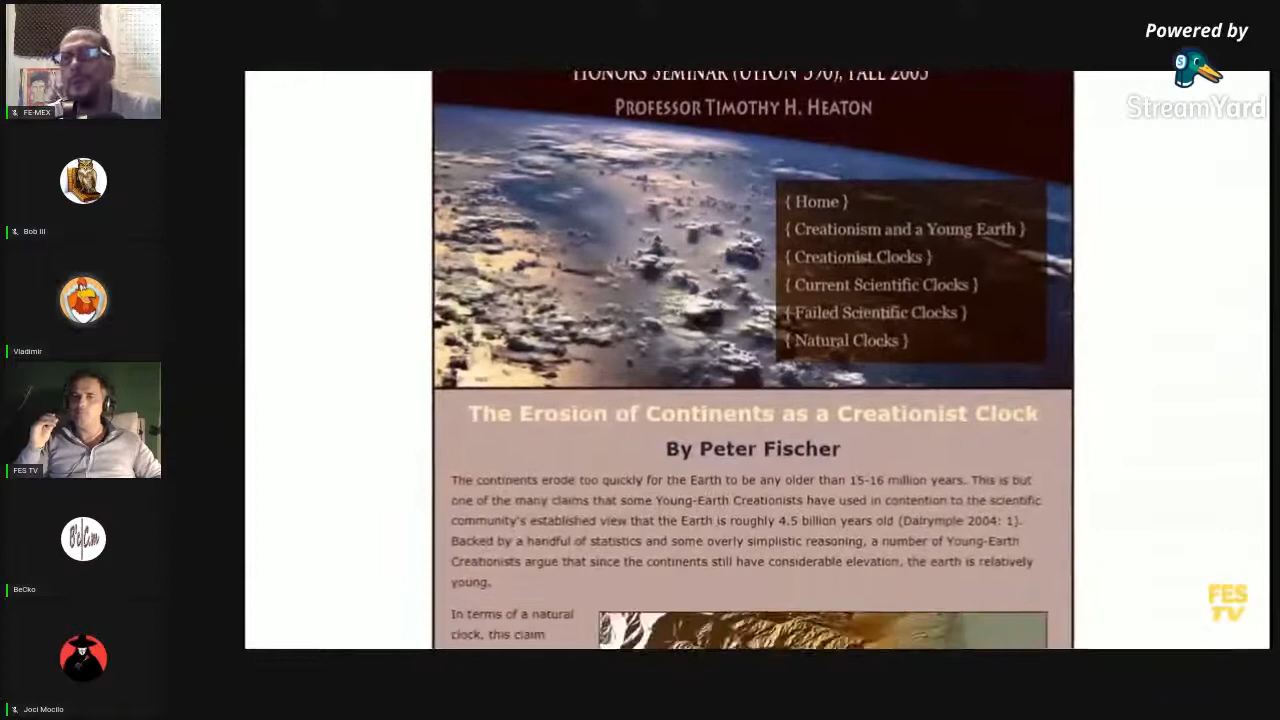 Powered by
StreamYard
HONORS SEMINAR (UHON 390), FALL 2005
PROFESSOR TIMOTHY H. HEATON
{ Home }
{ Creationism and a Young Earth }
{ Creationist Clocks }
{ Current Scientific Clocks }
{ Failed Scientific Clocks }
{ Natural Clocks }
The Erosion of Continents as a Creationist Clock
By Peter Fischer
The continents erode too quickly for the Earth to be any older than 15-16 million years. This is but
one of the many claims that some Young-Earth Creationists have used in contention to the scientific
community's established view that the Earth is roughly 4.5 billion years old (Dalrymple 2004: 1).
Backed by a handful of statistics and some overly simplistic reasoning, a number of Young-Earth
Creationists argue that since the continents still have considerable elevation, the earth is relatively
young.
In terms of a natural
clock, this claim
FE-MEX
Bob III
Vladimir
FES TV
BeCko
Joci Mocilo
FES
TV